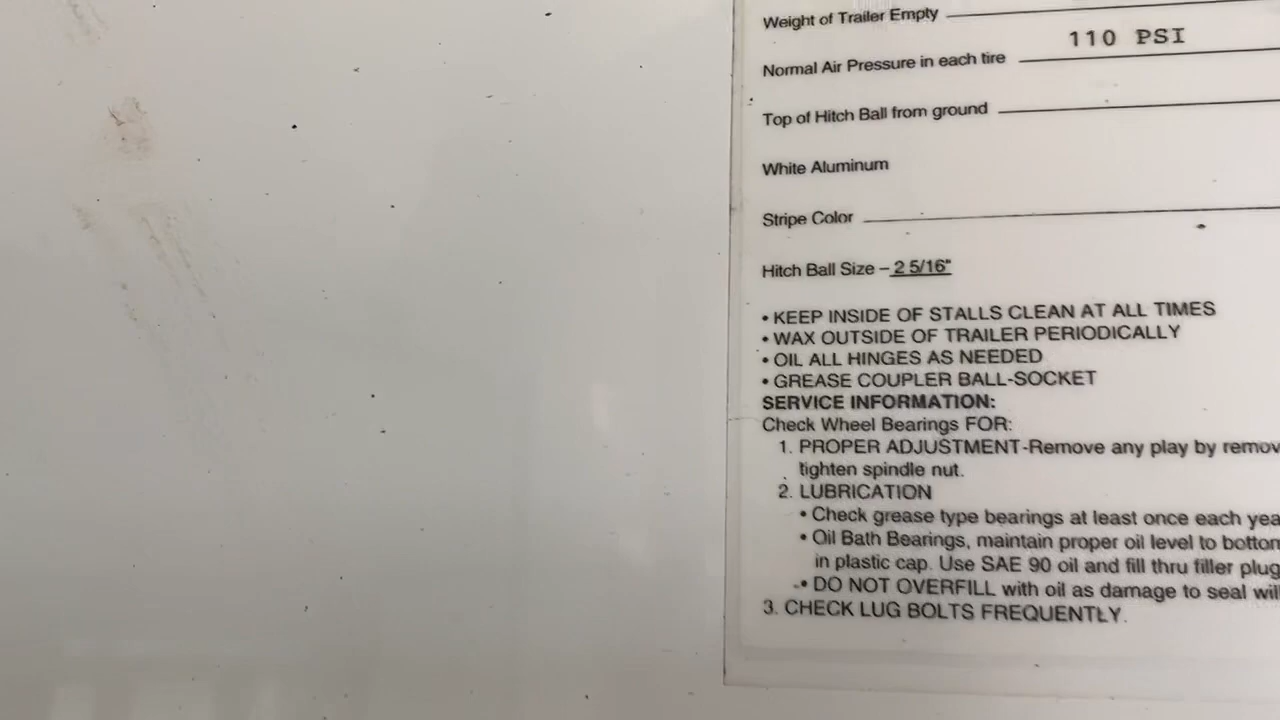 Weight of Trailer Empty
110 PSI
Normal Air Pressure in each tire
Top of Hitch Ball from ground
White Aluminum
Stripe Color
Hitch Ball Size – 2 5/16"
• KEEP INSIDE OF STALLS CLEAN AT ALL TIMES
• WAX OUTSIDE OF TRAILER PERIODICALLY
• OIL ALL HINGES AS NEEDED
• GREASE COUPLER BALL-SOCKET
SERVICE INFORMATION:
Check Wheel Bearings FOR:
1. PROPER ADJUSTMENT-Remove any play by remov
tighten spindle nut.
2. LUBRICATION
• Check grease type bearings at least once each yea
• Oil Bath Bearings, maintain proper oil level to bottom
in plastic cap. Use SAE 90 oil and fill thru filler plug
• DO NOT OVERFILL with oil as damage to seal will
3. CHECK LUG BOLTS FREQUENTLY.